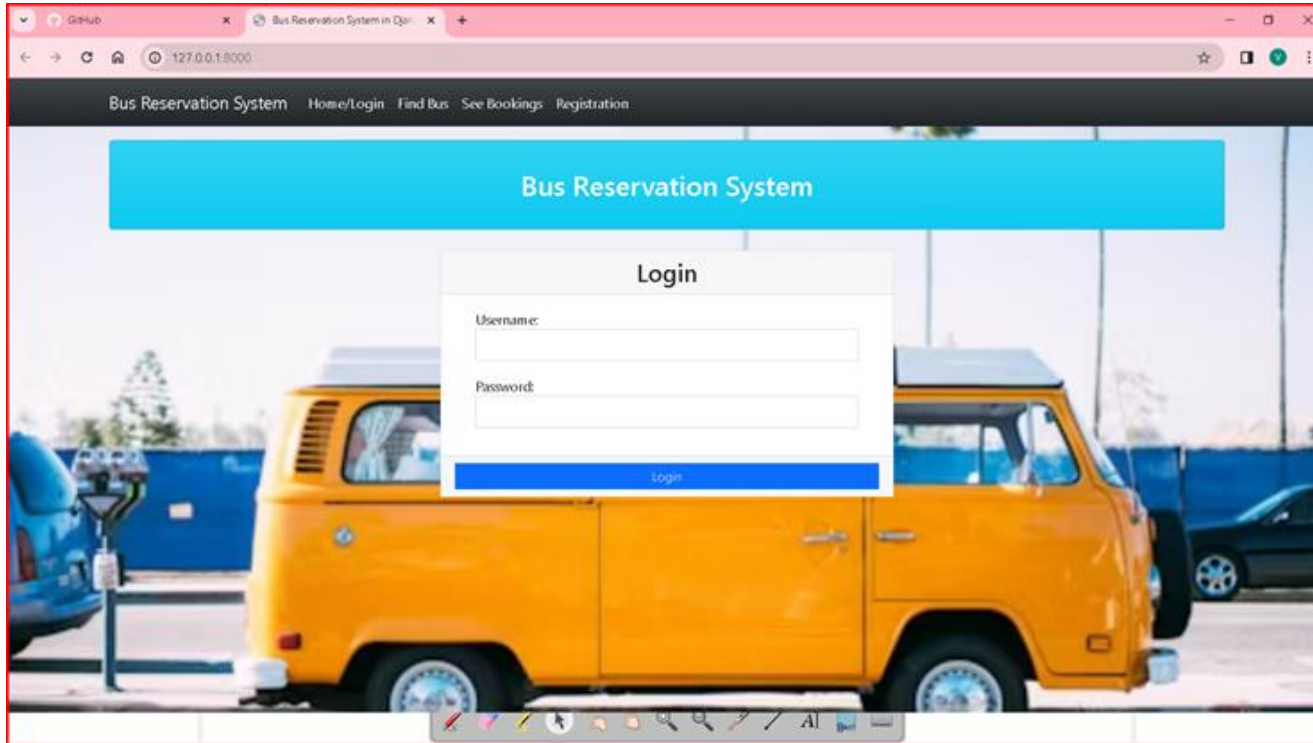 GitHub
Bus Reservation System in Djan
127.0.0.1:8000
Bus Reservation System Home/Login Find Bus See Bookings Registration
Bus Reservation System
Login
Username:
Password:
Login
A